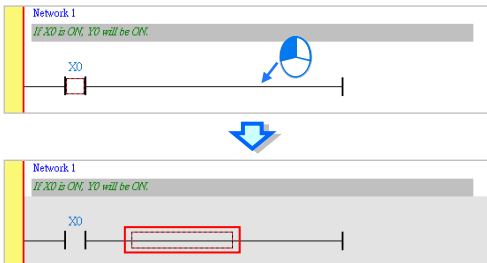 Network 1
If X0 is ON, Y0 will be ON.
X0
Network 1
If X0 is ON, Y0 will be ON.
X0